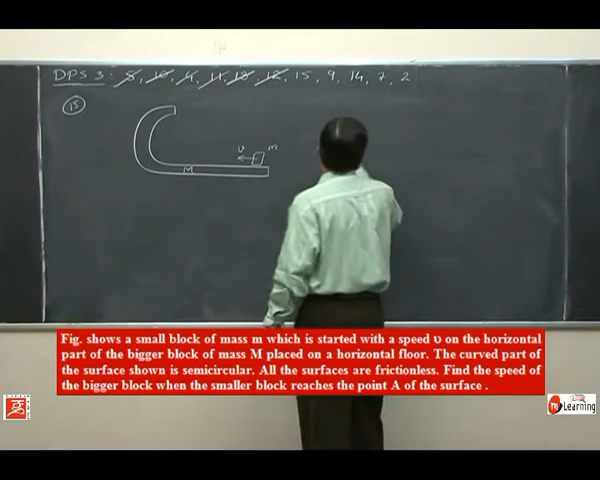 DPS 3 : 8, 10, 4, 11, 13, 12, 15, 9, 14, 7, 2
15
v
m
M
Fig. shows a small block of mass m which is started with a speed υ on the horizontal
part of the bigger block of mass M placed on a horizontal floor. The curved part of
the surface shown is semicircular. All the surfaces are frictionless. Find the speed of
the bigger block when the smaller block reaches the point A of the surface .
m Learning